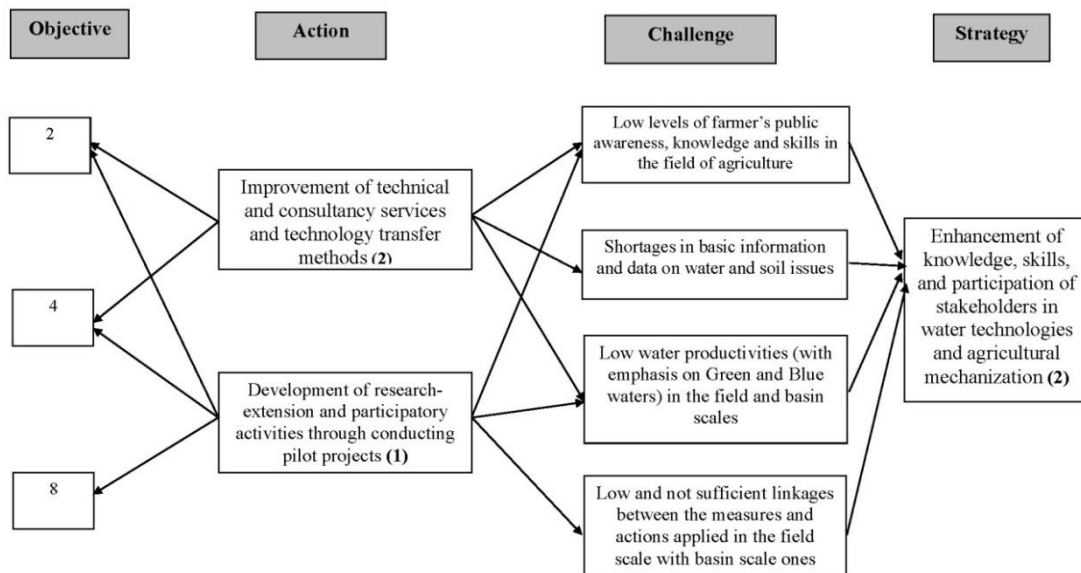 Objective
Action
Challenge
Strategy
2
4
8
Improvement of technical
and consultancy services
and technology transfer
methods (2)
Development of research-
extension and participatory
activities through conducting
pilot projects (1)
Low levels of farmer's public
awareness, knowledge and skills in
the field of agriculture
Shortages in basic information
and data on water and soil issues
Low water productivities (with
emphasis on Green and Blue
waters) in the field and basin
scales
Low and not sufficient linkages
between the measures and
actions applied in the field
scale with basin scale ones
Enhancement of
knowledge, skills,
and participation of
stakeholders in
water technologies
and agricultural
mechanization (2)